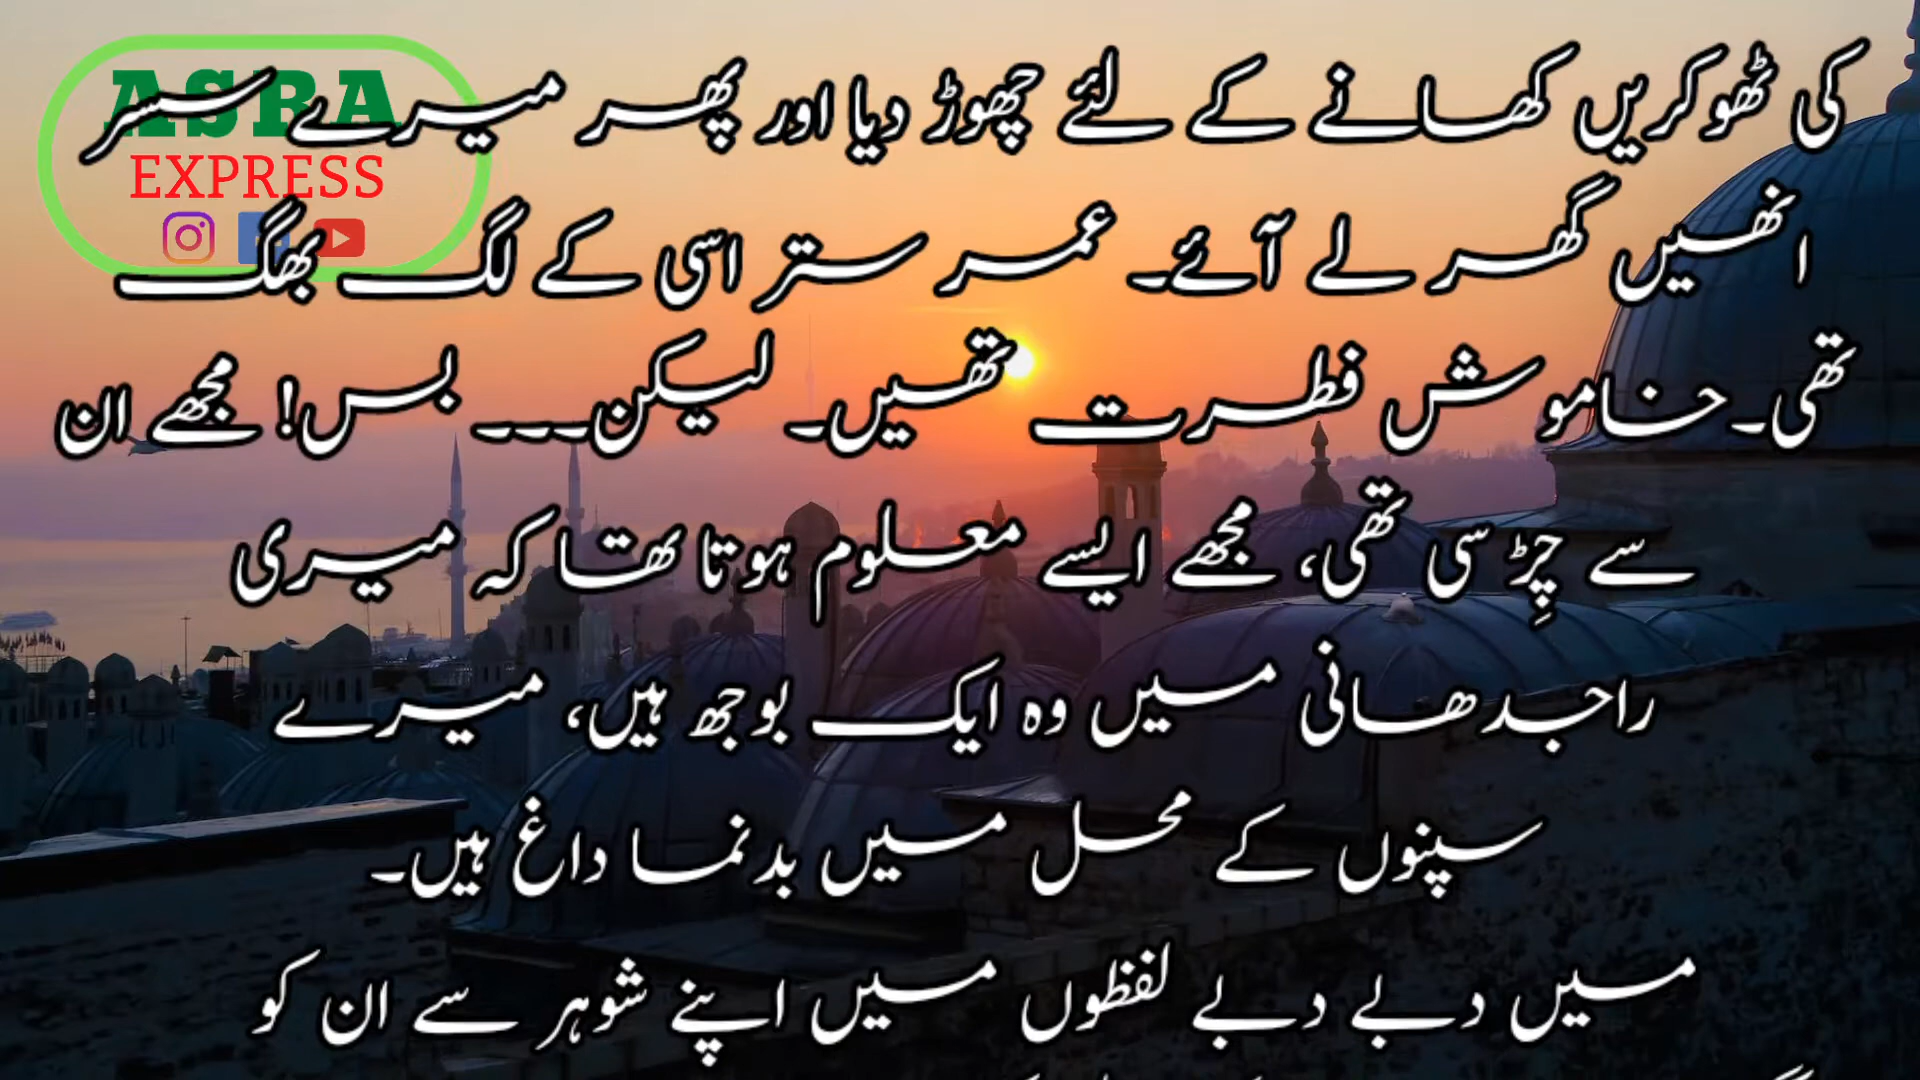 ASRA
EXPRESS
کی ٹھوکریں کھانے کے لئے چھوڑ دیا اور پھر میرے سسر
انھیں گھر لے آئے۔ عمر ستر اسّی کے لگ بھگ
تھی۔ خاموش فطرت تھیں۔ لیکن۔۔۔ بس! مجھے ان
سے چِڑ سی تھی، مجھے ایسے معلوم ہوتا تھا کہ میری
راجدھانی میں وہ ایک بوجھ ہیں، میرے
سپنوں کے محل میں بدنما داغ ہیں۔
میں دبے دبے لفظوں میں اپنے شوہر سے ان کو